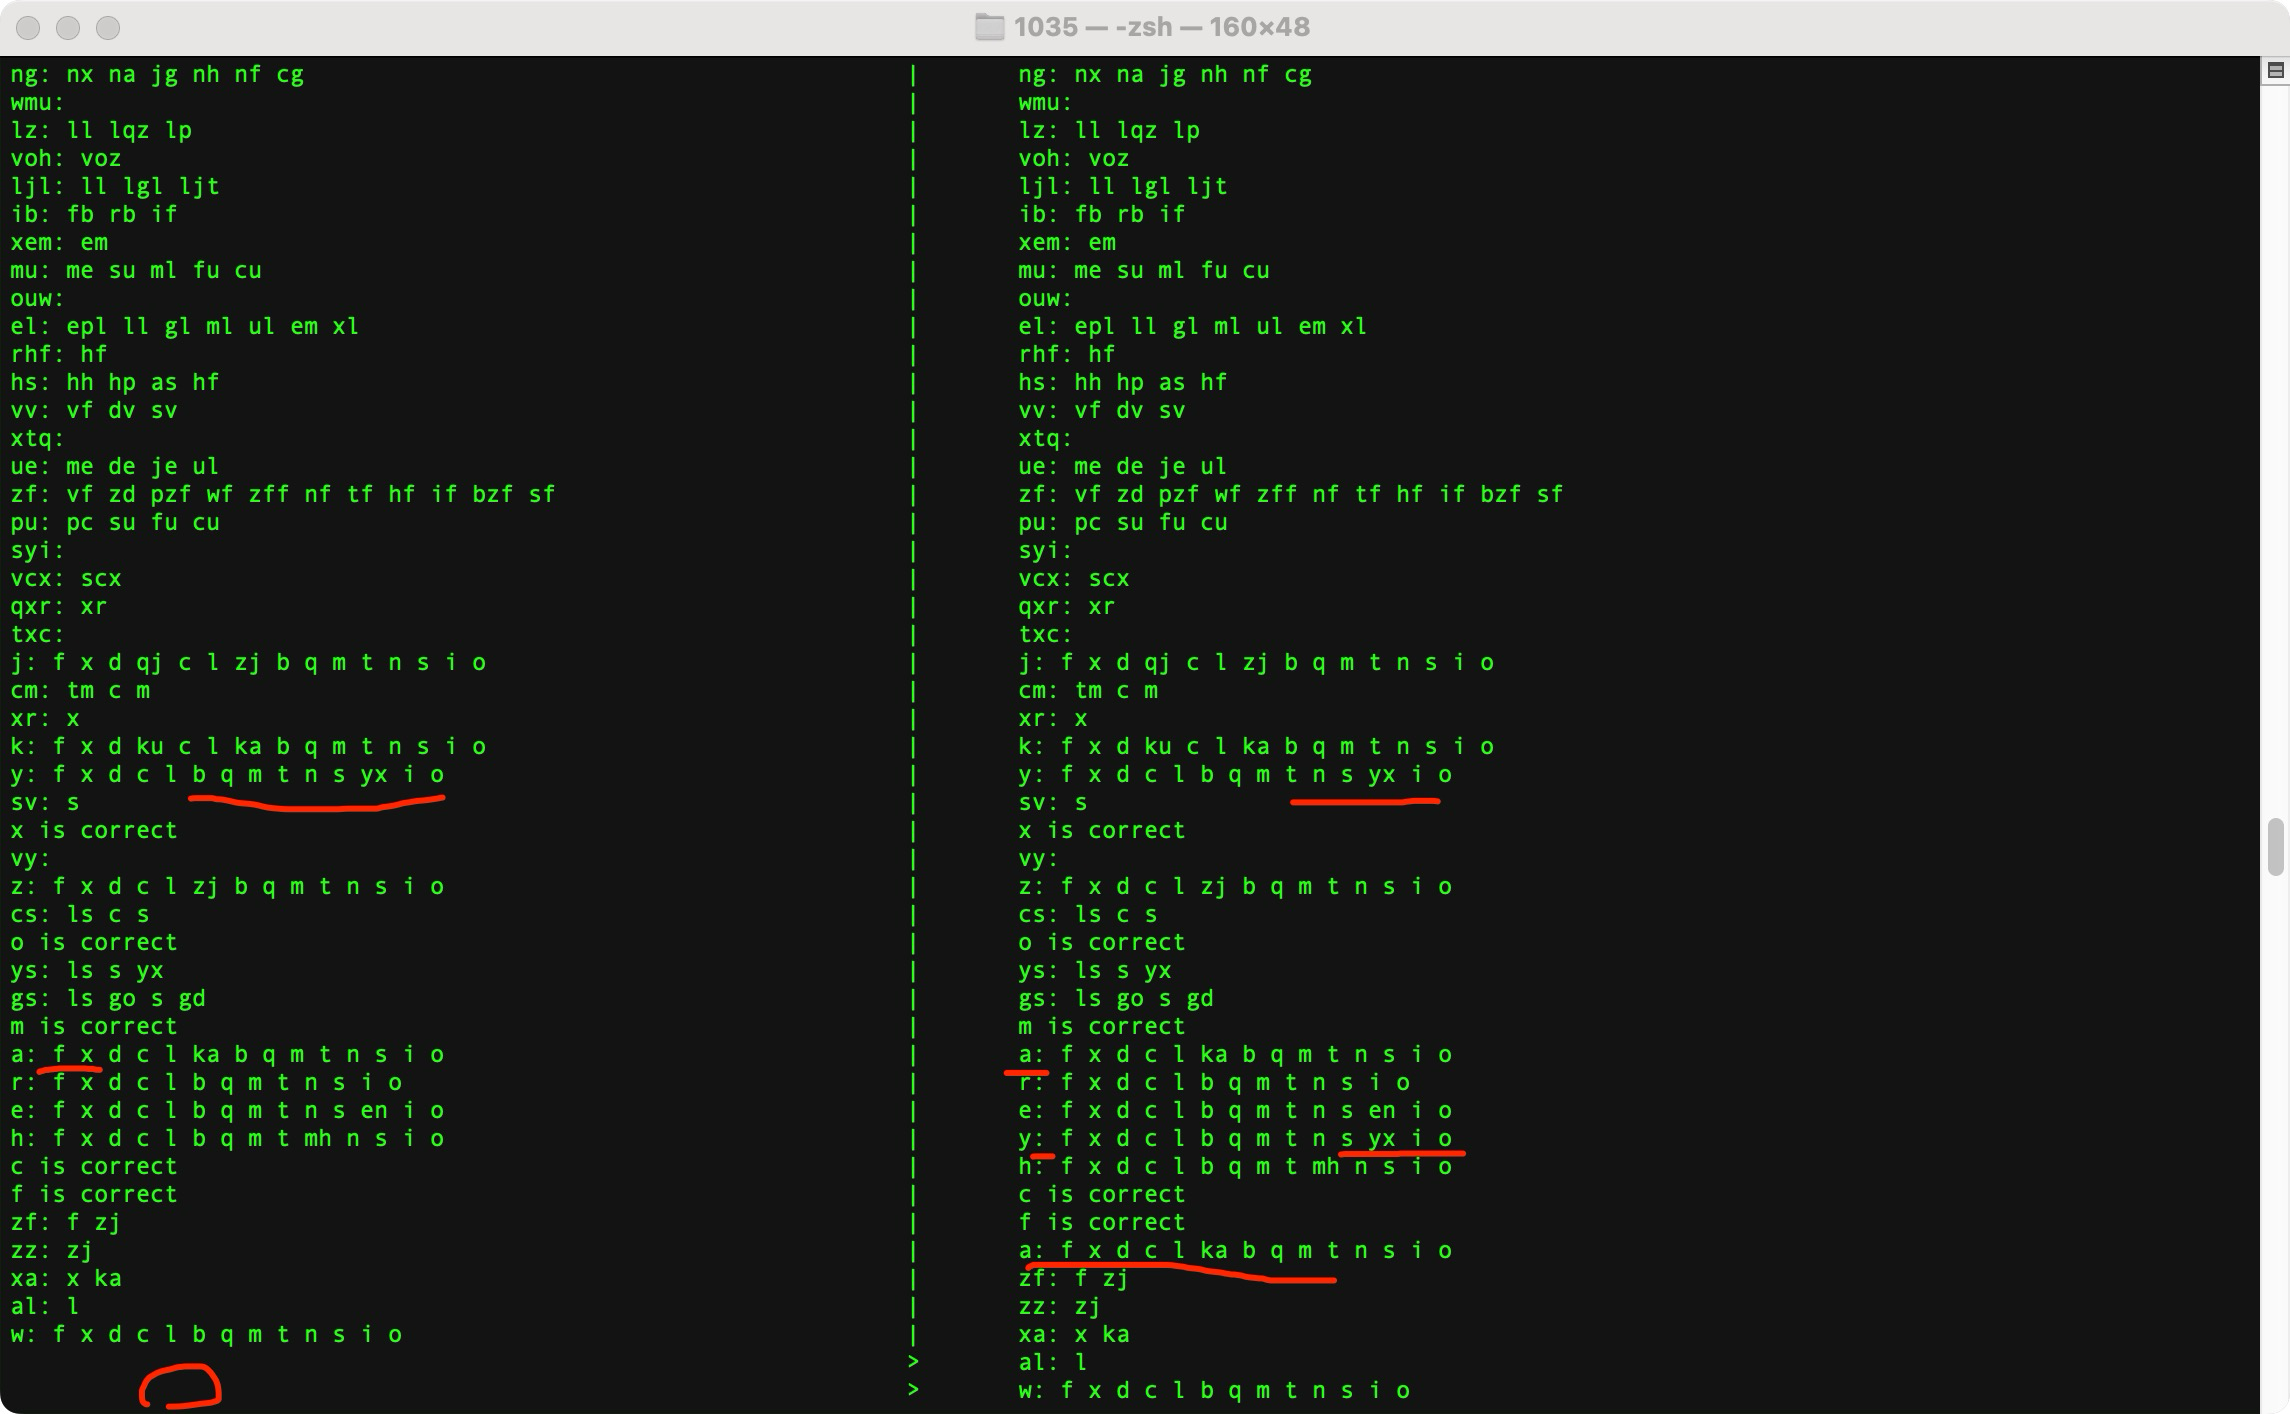 1035 — -zsh — 160×48
ng: nx na jg nh nf cg | ng: nx na jg nh nf cg
wmu: | wmu:
lz: ll lqz lp | lz: ll lqz lp
voh: voz | voh: voz
ljl: ll lgl ljt | ljl: ll lgl ljt
ib: fb rb if | ib: fb rb if
xem: em | xem: em
mu: me su ml fu cu | mu: me su ml fu cu
ouw: | ouw:
el: epl ll gl ml ul em xl | el: epl ll gl ml ul em xl
rhf: hf | rhf: hf
hs: hh hp as hf | hs: hh hp as hf
vv: vf dv sv | vv: vf dv sv
xtq: | xtq:
ue: me de je ul | ue: me de je ul
zf: vf zd pzf wf zff nf tf hf if bzf sf | zf: vf zd pzf wf zff nf tf hf if bzf sf
pu: pc su fu cu | pu: pc su fu cu
syi: | syi:
vcx: scx | vcx: scx
qxr: xr | qxr: xr
txc: | txc:
j: f x d qj c l zj b q m t n s i o | j: f x d qj c l zj b q m t n s i o
cm: tm c m | cm: tm c m
xr: x | xr: x
k: f x d ku c l ka b q m t n s i o | k: f x d ku c l ka b q m t n s i o
y: f x d c l b q m t n s yx i o | y: f x d c l b q m t n s yx i o
sv: s | sv: s
x is correct | x is correct
vy: | vy:
z: f x d c l zj b q m t n s i o | z: f x d c l zj b q m t n s i o
cs: ls c s | cs: ls c s
o is correct | o is correct
ys: ls s yx | ys: ls s yx
gs: ls go s gd | gs: ls go s gd
m is correct | m is correct
a: f x d c l ka b q m t n s i o | a: f x d c l ka b q m t n s i o
r: f x d c l b q m t n s i o | r: f x d c l b q m t n s i o
e: f x d c l b q m t n s en i o | e: f x d c l b q m t n s en i o
h: f x d c l b q m t mh n s i o | y: f x d c l b q m t n s yx i o
c is correct | h: f x d c l b q m t mh n s i o
f is correct | c is correct
zf: f zj | f is correct
zz: zj | a: f x d c l ka b q m t n s i o
xa: x ka | zf: f zj
al: l | zz: zj
w: f x d c l b q m t n s i o | xa: x ka
> al: l
> w: f x d c l b q m t n s i o